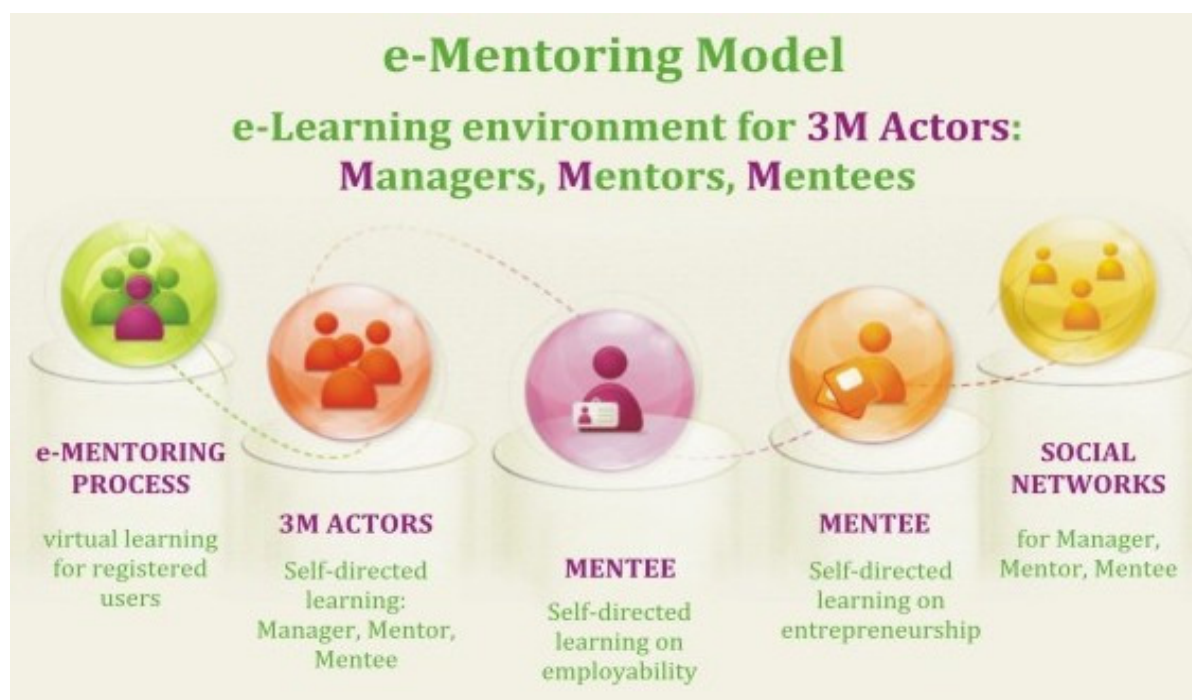 e-Mentoring Model
e-Learning environment for 3M Actors:
Managers, Mentors, Mentees
e-MENTORING
PROCESS
virtual learning
for registered
users
3M ACTORS
Self-directed
learning:
Manager, Mentor,
Mentee
MENTEE
Self-directed
learning on
employability
MENTEE
Self-directed
learning on
entrepreneurship
SOCIAL
NETWORKS
for Manager,
Mentor, Mentee